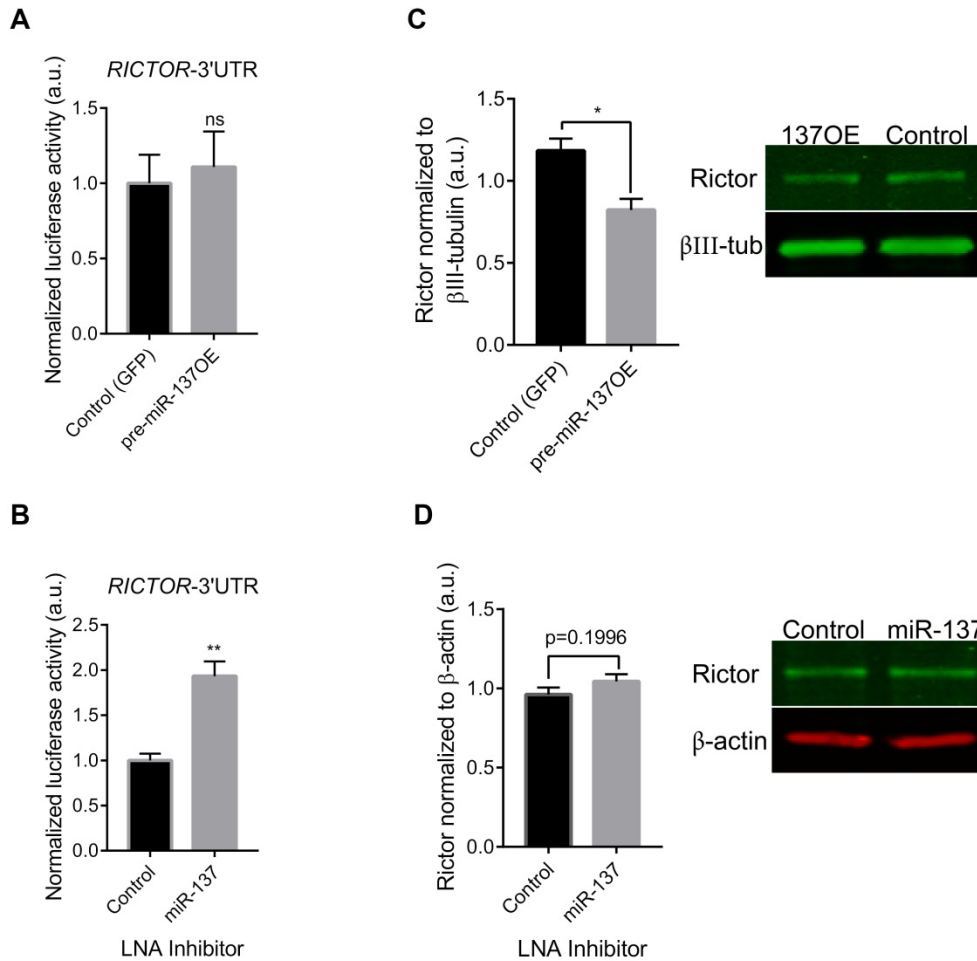 A
RICTOR-3'UTR
Normalized luciferase activity (a.u.)
1.5
1.0
0.5
0.0
ns
Control (GFP)
pre-miR-137OE
B
RICTOR-3'UTR
Normalized luciferase activity (a.u.)
2.5
2.0
1.5
1.0
0.5
0.0
**
Control
miR-137
LNA Inhibitor
C
Rictor normalized to
βIII-tubulin (a.u.)
1.5
1.0
0.5
0.0
*
Control (GFP)
pre-miR-137OE
137OE Control
Rictor
βIII-tub
D
Rictor normalized to β-actin (a.u.)
1.5
1.0
0.5
0.0
p=0.1996
Control
miR-137
LNA Inhibitor
Control miR-137
Rictor
β-actin